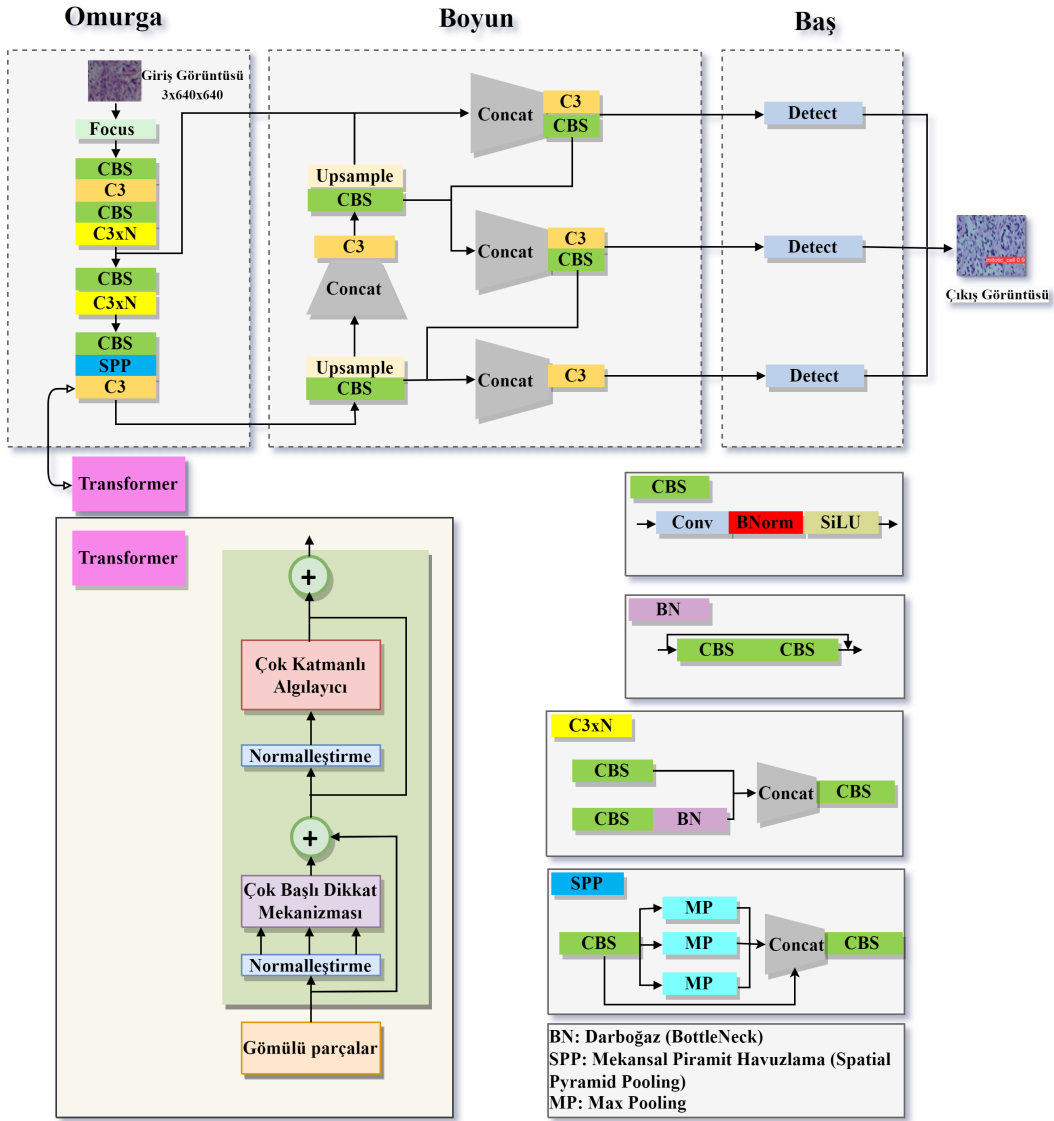 Omurga
Boyun
Baş
Giriş Görüntüsü
3x640x640
Focus
CBS
C3
CBS
C3xN
CBS
C3xN
CBS
SPP
C3
Concat
C3
CBS
Upsample
CBS
C3
Concat
Concat
C3
CBS
Upsample
CBS
Concat
C3
Detect
Detect
Detect
mitotic_cell 0.9
Çıkış Görüntüsü
Transformer
Transformer
+
Çok Katmanlı
Algılayıcı
Normalleştirme
+
Çok Başlı Dikkat
Mekanizması
Normalleştirme
Gömülü parçalar
CBS
Conv
BNorm
SiLU
BN
CBS
CBS
C3xN
CBS
CBS
BN
Concat
CBS
SPP
CBS
MP
MP
MP
Concat
CBS
BN: Darboğaz (BottleNeck)
SPP: Mekansal Piramit Havuzlama (Spatial
Pyramid Pooling)
MP: Max Pooling